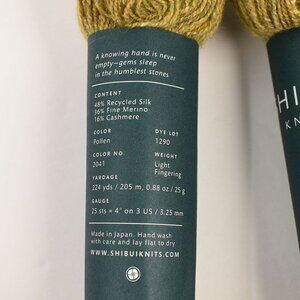 A knowing hand is never
empty—gems sleep
in the humblest stones
CONTENT
48% Recycled Silk
36% Fine Merino
16% Cashmere
COLOR
Pollen
DYE LOT
1290
COLOR NO.
2041
WEIGHT
Light
Fingering
YARDAGE
224 yds / 205 m, 0.88 oz / 25 g
GAUGE
25 sts = 4" on 3 US / 3.25 mm
Made in Japan. Hand wash
with care and lay flat to dry
WWW.SHIBUIKNITS.COM
SHI
KN